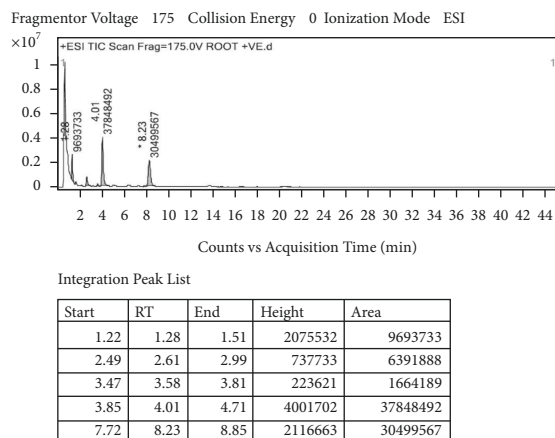 Fragmentor Voltage 175 Collision Energy 0 Ionization Mode ESI
×10⁷
+ESI TIC Scan Frag=175.0V ROOT +VE.d
1 1
1
0.8
0.6
0.4
0.2
0
1.28
9693733
4.01
37848492
* 8.23
30499567
2 4 6 8 10 12 14 16 18 20 22 24 26 28 30 32 34 36 38 40 42 44
Counts vs Acquisition Time (min)
Integration Peak List
Start RT End Height Area
1.22 1.28 1.51 2075532 9693733
2.49 2.61 2.99 737733 6391888
3.47 3.58 3.81 223621 1664189
3.85 4.01 4.71 4001702 37848492
7.72 8.23 8.85 2116663 30499567